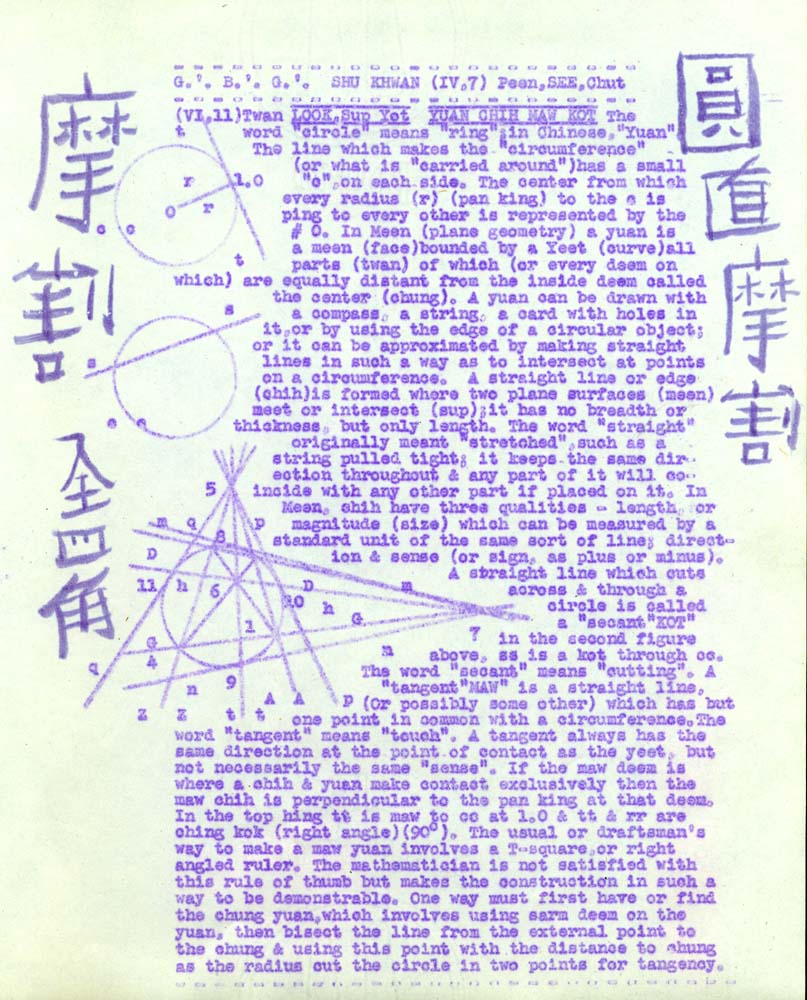 G.'. B.'. G.'. SHU KHWAN (IV,7) Peen,SEE,Chut
(VI,11)Twan LOOK,Sup Yot YUAN CHIH MAW KOT The
word "circle" means "ring";in Chinese,"Yuan".
The line which makes the "circumference"
(or what is "carried around")has a small
"c",on each side. The center from which
every radius (r) (pan king) to the c is
ping to every other is represented by the
# 0. In Meen (plane geometry) a yuan is
a meen (face)bounded by a Yeet (curve)all
parts (twan) of which (or every deem on
which) are equally distant from the inside deem called
the center (chung). A yuan can be drawn with
a compass, a string, a card with holes in
it,or by using the edge of a circular object;
or it can be approximated by making straight
lines in such a way as to intersect at points
on a circumference. A straight line or edge
(chih)is formed where two plane surfaces (meen)
meet or intersect (sup);it has no breadth or
thickness, but only length. The word "straight"
originally meant "stretched",such as a
string pulled tight; it keeps the same dir-
ection throughout & any part of it will co-
incide with any other part if placed on it. In
Meen, chih have three qualities - length, or
magnitude (size) which can be measured by a
standard unit of the same sort of line; direct-
ion & sense (or sign, as plus or minus).
A straight line which cuts
across & through a
circle is called
a "secant"KOT
in the second figure
above, ss is a kot through cc.
The word "secant" means "cutting". A
"tangent"MAW" is a straight line,
(Or possibly some other) which has but
one point in common with a circumference.The
word "tangent" means "touch". A tangent always has the
same direction at the point of contact as the yeet, but
not necessarily the same "sense". If the maw deem is
where a chih & yuan make contact exclusively then the
maw chih is perpendicular to the pan king at that deem.
In the top hing tt is maw to cc at 1.0 & tt & rr are
ching kok (right angle)(90°). The usual or draftsman's
way to make a maw yuan involves a T-square,or right
angled ruler. The mathematician is not satisfied with
this rule of thumb but makes the construction in such a
way to be demonstrable. One way must first have or find
the chung yuan,which involves using sarm deem on the
yuan, then bisect the line from the external point to
the chung & using this point with the distance to chung
as the radius cut the circle in two points for tangency.
圓直摩割
摩割
全四角
t
r
1.0
0
r
c c
t
s
s
c c
5
m q
8
p
D
11 h
6
D
m
10 h
1
G
G
4
7
n
q
n 9
A A p
Z Z t t